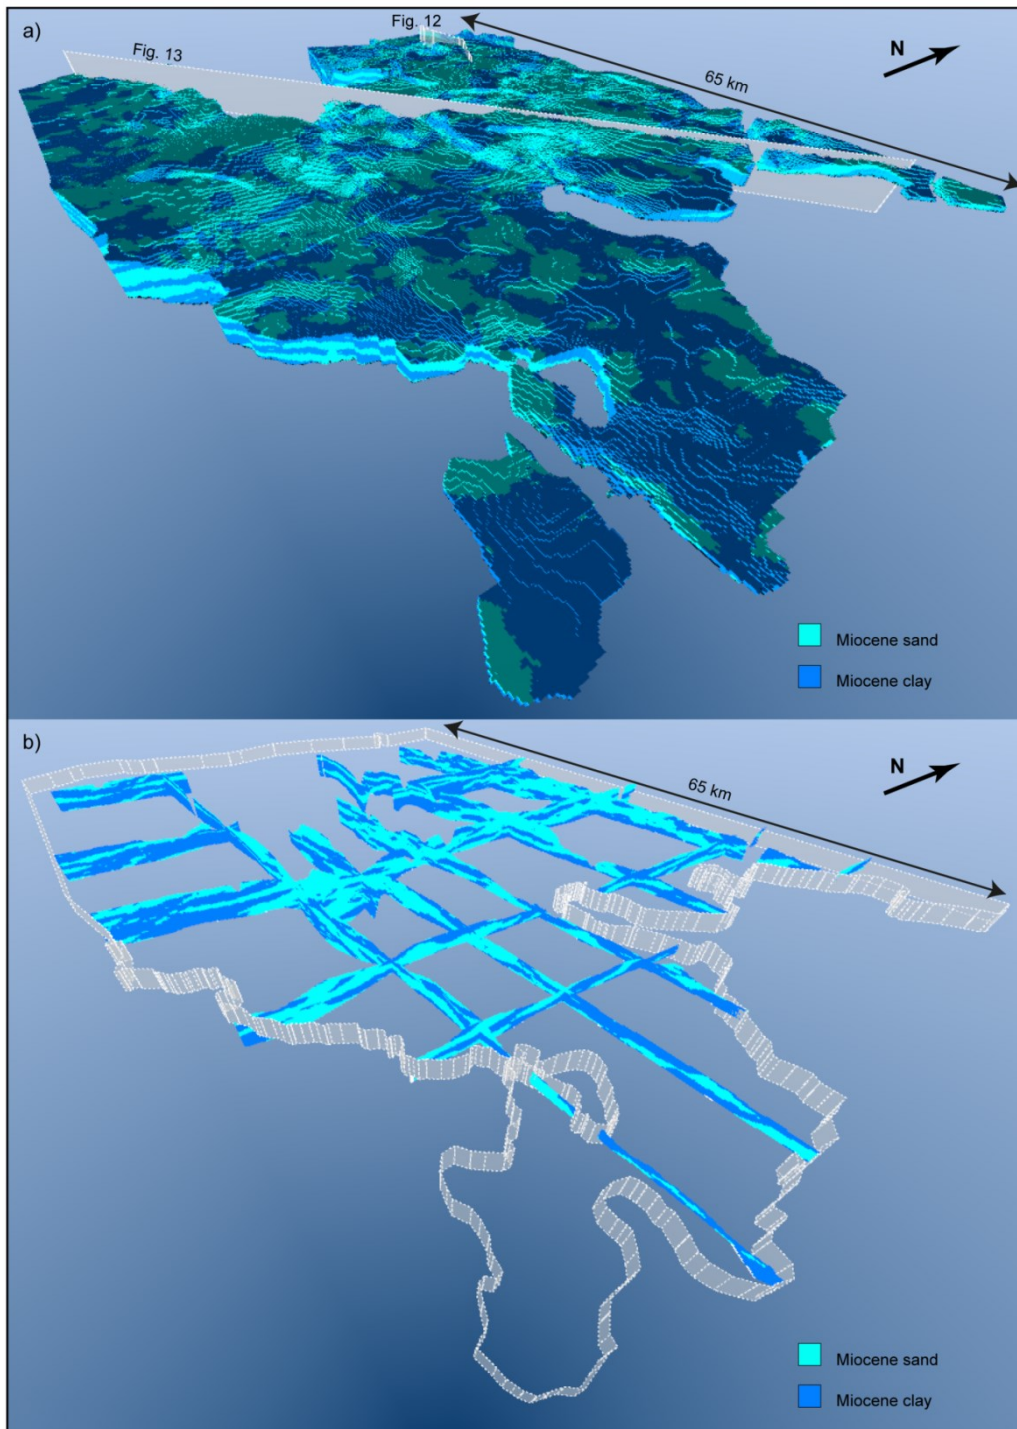 a)
Fig. 12
Fig. 13
N
65 km
Miocene sand
Miocene clay
b)
N
65 km
Miocene sand
Miocene clay